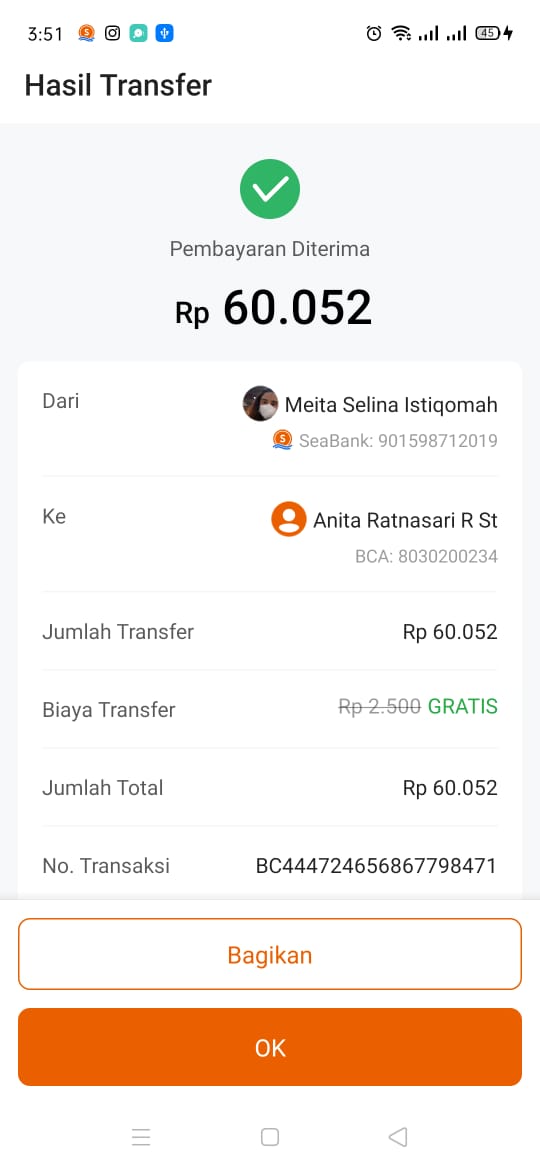 3:51
45
Hasil Transfer
Pembayaran Diterima
Rp 60.052
Dari
Meita Selina Istiqomah
SeaBank: 901598712019
Ke
Anita Ratnasari R St
BCA: 8030200234
Jumlah Transfer Rp 60.052
Biaya Transfer Rp 2.500 GRATIS
Jumlah Total Rp 60.052
No. Transaksi BC444724656867798471
Bagikan
OK